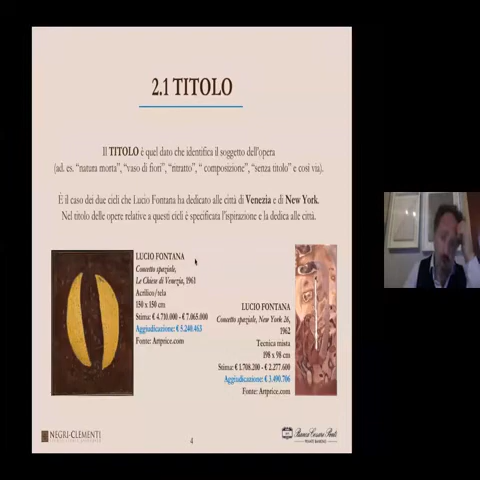 2.1 TITOLO
Il TITOLO è quel dato che identifica il soggetto dell'opera
(ad. es. "natura morta", "vaso di fiori", "ritratto", " composizione", "senza titolo" e così via).
È il caso dei due cicli che Lucio Fontana ha dedicato alle città di Venezia e di New York.
Nel titolo delle opere relative a questi cicli è specificata l'ispirazione e la dedica alle città.
LUCIO FONTANA
Concetto spaziale,
Le Chiese di Venezia, 1961
Acrilico/tela
150 x 150 cm
Stima: € 4.710.000 - € 7.065.000
Aggiudicazione: € 5.240.463
Fonte: Artprice.com
LUCIO FONTANA
Concetto spaziale, New York 26,
1962
Tecnica mista
198 x 98 cm
Stima: € 1.708.200 - € 2.277.600
Aggiudicazione: € 3.490.706
Fonte: Artprice.com
NEGRI-CLEMENTI
4
Banca Cesare Ponti